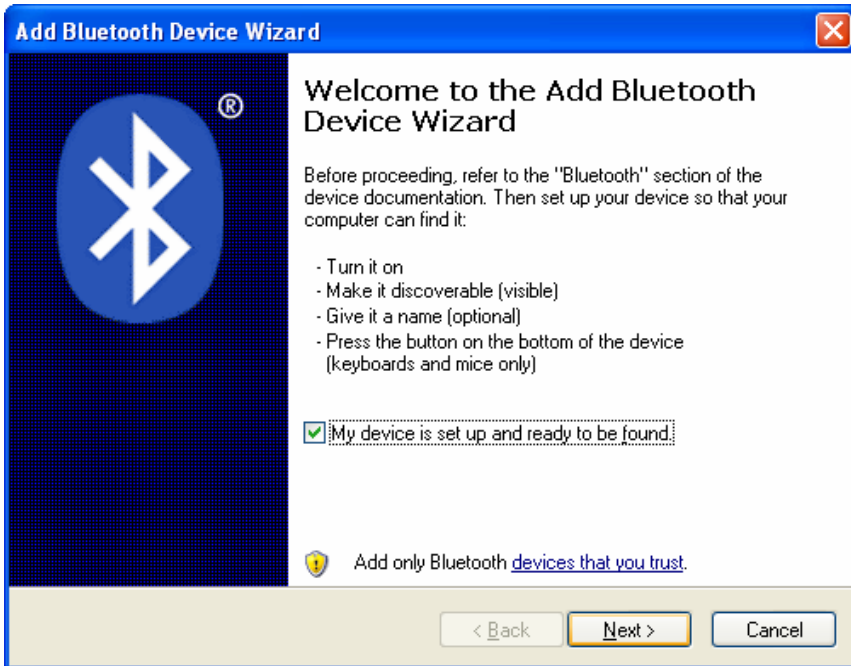 Add Bluetooth Device Wizard
®
Welcome to the Add Bluetooth
Device Wizard
Before proceeding, refer to the "Bluetooth" section of the
device documentation. Then set up your device so that your
computer can find it:
- Turn it on
- Make it discoverable (visible)
- Give it a name (optional)
- Press the button on the bottom of the device
(keyboards and mice only)
My device is set up and ready to be found.
Add only Bluetooth devices that you trust.
< Back Next > Cancel